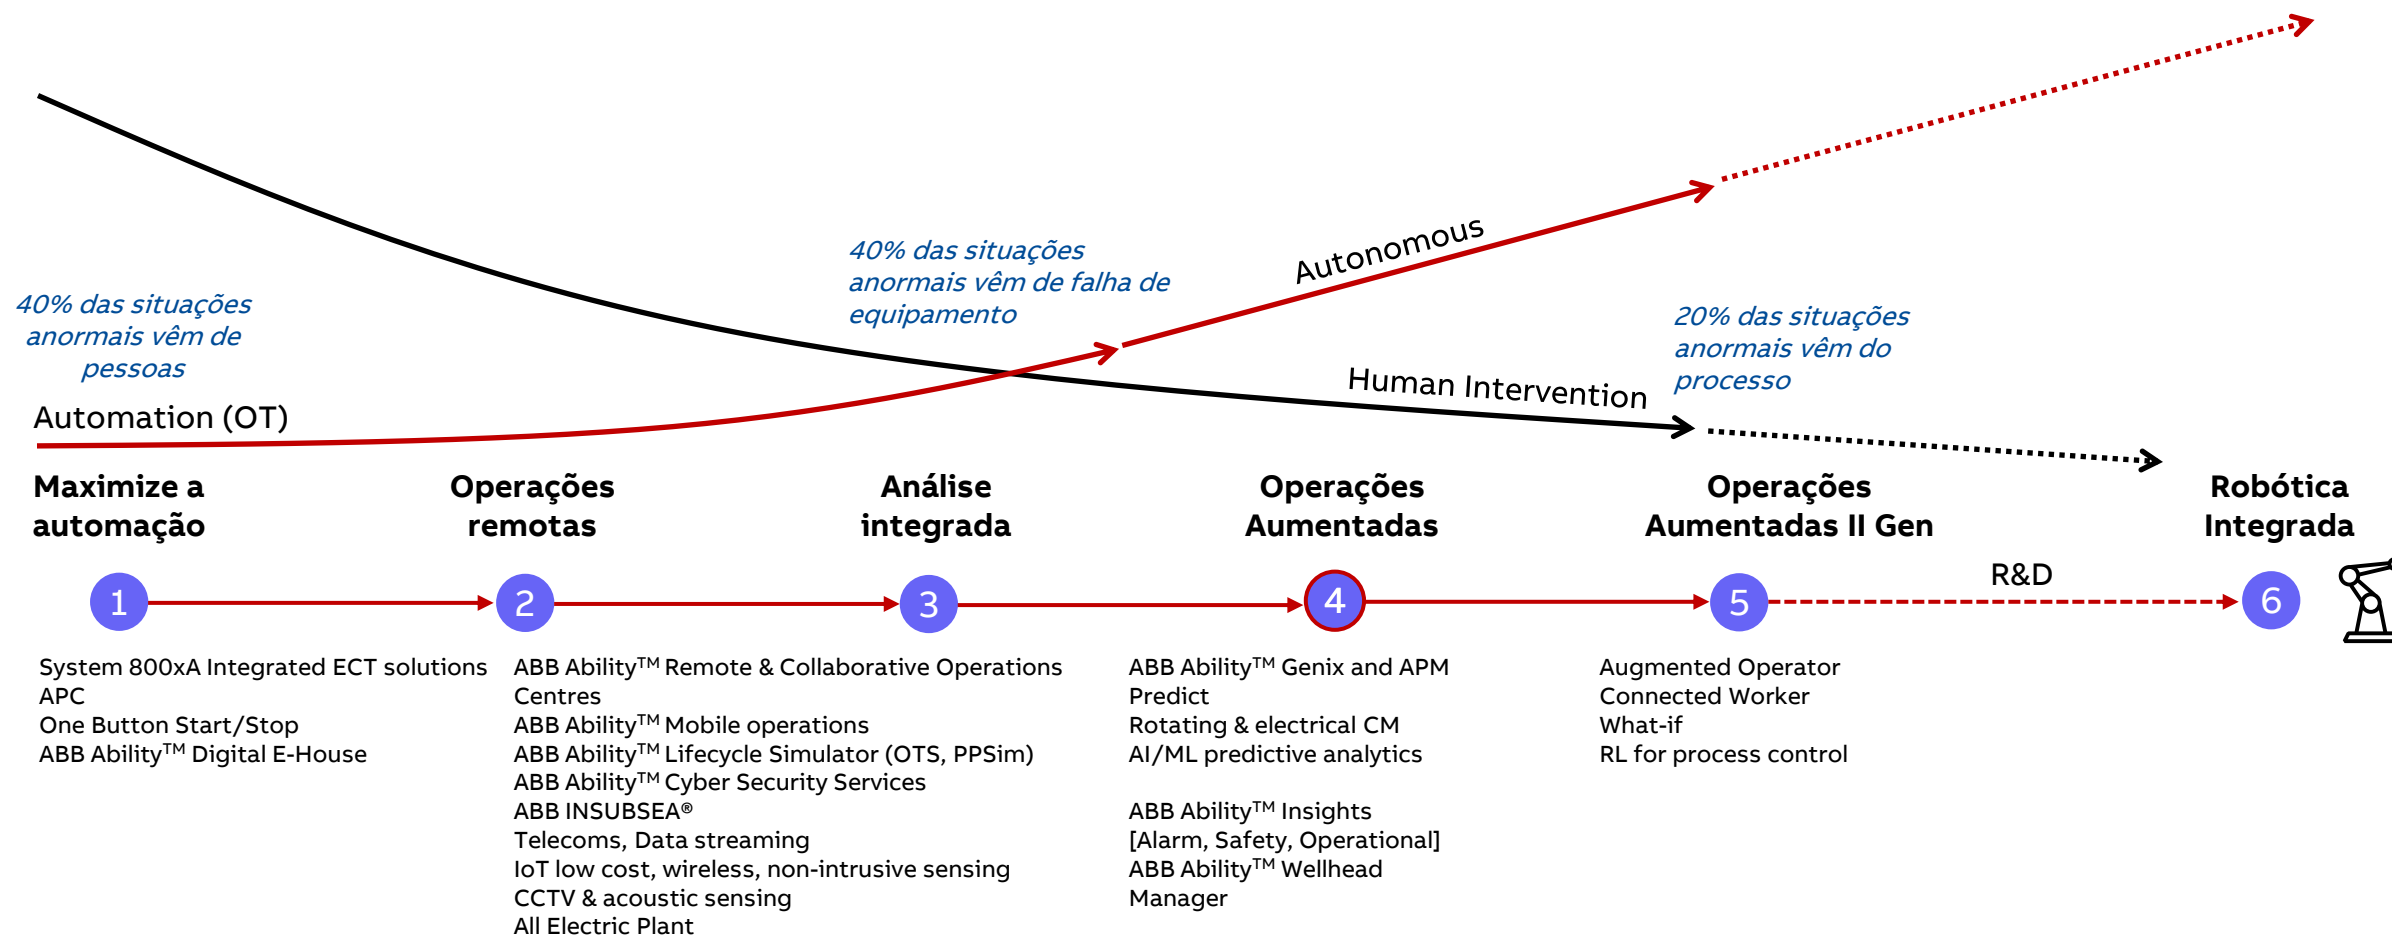 40% das situações
anormais vêm de
pessoas
40% das situações
anormais vêm de falha de
equipamento
20% das situações
anormais vêm do
processo
Autonomous
Human Intervention
Automation (OT)
Maximize a
automação
Operações
remotas
Análise
integrada
Operações
Aumentadas
Operações
Aumentadas II Gen
Robótica
Integrada
R&D
1
2
3
4
5
6
System 800xA Integrated ECT solutions
APC
One Button Start/Stop
ABB Ability™ Digital E-House
ABB Ability™ Remote & Collaborative Operations
Centres
ABB Ability™ Mobile operations
ABB Ability™ Lifecycle Simulator (OTS, PPSim)
ABB Ability™ Cyber Security Services
ABB INSUBSEA®
Telecoms, Data streaming
IoT low cost, wireless, non-intrusive sensing
CCTV & acoustic sensing
All Electric Plant
ABB Ability™ Genix and APM
Predict
Rotating & electrical CM
AI/ML predictive analytics
ABB Ability™ Insights
[Alarm, Safety, Operational]
ABB Ability™ Wellhead
Manager
Augmented Operator
Connected Worker
What-if
RL for process control